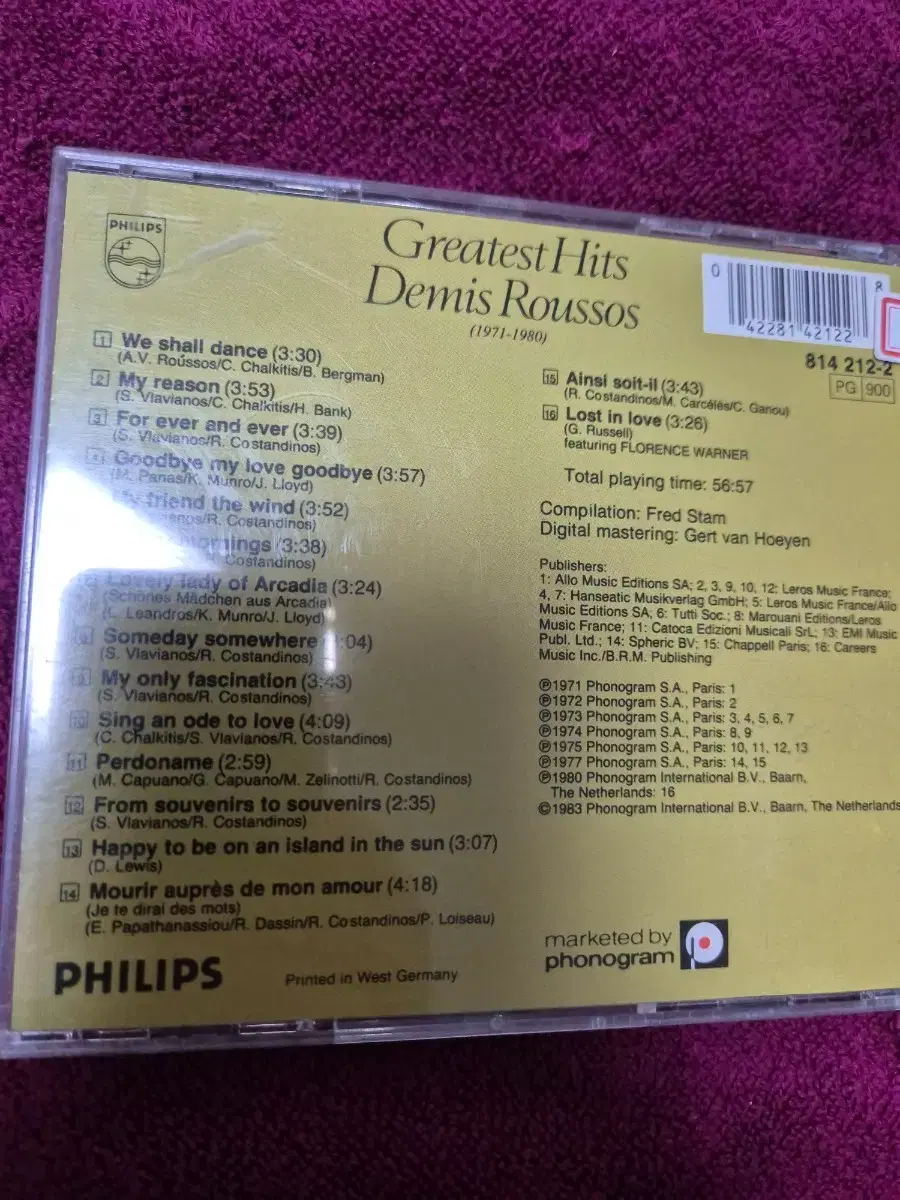 PHILIPS
Greatest Hits
Demis Roussos
(1971-1980)
0 42281 42122 8
814 212-2
PG 900
1 We shall dance (3:30)
(A.V. Roussos/C. Chalkitis/B. Bergman)
2 My reason (3:53)
(S. Vlavianos/C. Chalkitis/H. Bank)
3 For ever and ever (3:39)
(S. Vlavianos/R. Costandinos)
4 Goodbye my love goodbye (3:57)
(M. Panas/K. Munro/J. Lloyd)
My friend the wind (3:52)
/R. Costandinos)
mornings (3:38)
Costandinos)
Lovely lady of Arcadia (3:24)
(Schönes Mädchen aus Arcadia)
(L. Leandros/K. Munro/J. Lloyd)
Someday somewhere :04)
(S. Vlavianos/R. Costandinos)
9 My only fascination (3:43)
(S. Vlavianos/R. Costandinos)
10 Sing an ode to love (4:09)
(C. Chalkitis/S. Vlavianos/R. Costandinos)
11 Perdoname (2:59)
(M. Capuano/G. Capuano/M. Zelinotti/R. Costandinos)
12 From souvenirs to souvenirs (2:35)
(S. Vlavianos/R. Costandinos)
13 Happy to be on an island in the sun (3:07)
(D. Lewis)
14 Mourir auprès de mon amour (4:18)
(Je te dirai des mots)
(E. Papathanassiou/R. Dassin/R. Costandinos/P. Loiseau)
15 Ainsi soit-il (3:43)
(R. Costandinos/M. Carcélès/C. Ganou)
16 Lost in love (3:26)
(G. Russell)
featuring FLORENCE WARNER
Total playing time: 56:57
Compilation: Fred Stam
Digital mastering: Gert van Hoeyen
Publishers:
1: Allo Music Editions SA; 2, 3, 9, 10, 12: Leros Music France;
4, 7: Hanseatic Musikverlag GmbH; 5: Leros Music France/Allo
Music Editions SA, 6: Tutti Soc.; 8: Marouani Editions/Leros
Music France; 11: Catoca Edizioni Musicali SrL; 13: EMI Music
Publ. Ltd.; 14: Spheric BV; 15: Chappell Paris; 16: Careers
Music Inc./B.R.M. Publishing
℗1971 Phonogram S.A., Paris: 1
℗1972 Phonogram S.A., Paris: 2
℗1973 Phonogram S.A., Paris: 3, 4, 5, 6, 7
℗1974 Phonogram S.A., Paris: 8, 9
℗1975 Phonogram S.A., Paris: 10, 11, 12, 13
℗1977 Phonogram S.A., Paris: 14, 15
℗1980 Phonogram International B.V., Baarn,
The Netherlands: 16
©1983 Phonogram International B.V., Baarn, The Netherlands
PHILIPS
Printed in West Germany
marketed by
phonogram